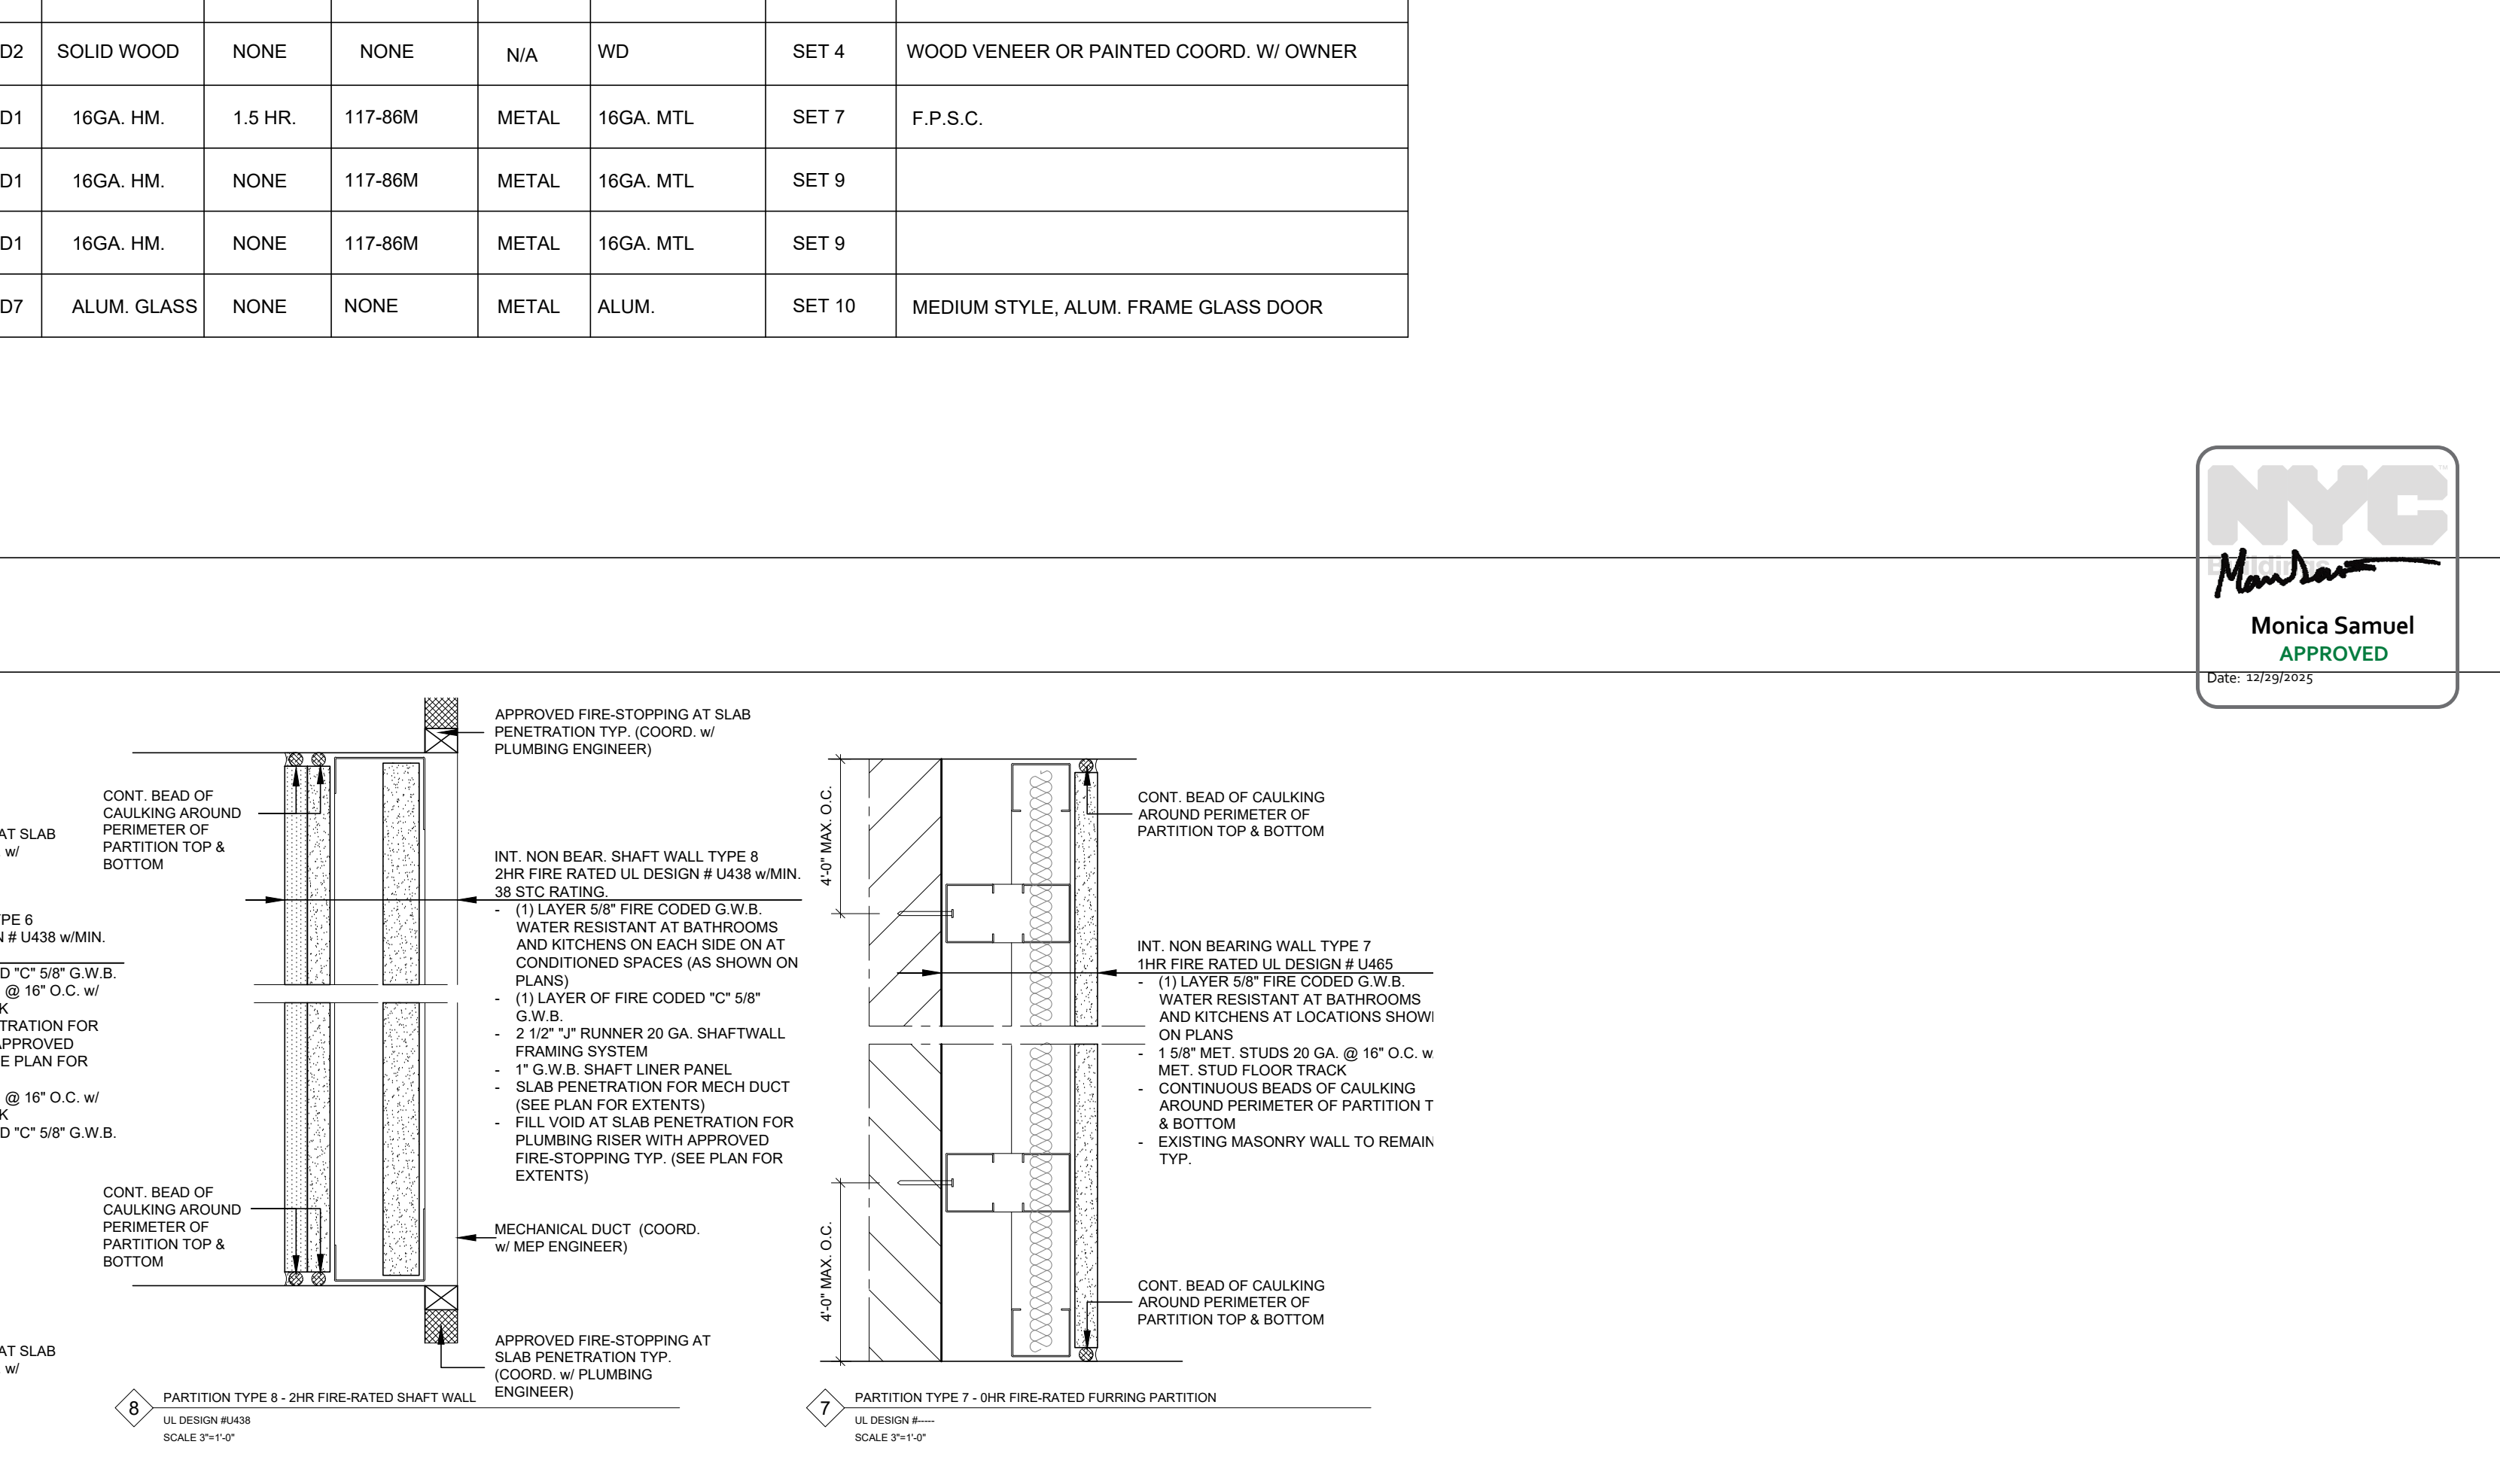 D2 SOLID WOOD NONE NONE N/A WD SET 4 WOOD VENEER OR PAINTED COORD. W/ OWNER
D1 16GA. HM. 1.5 HR. 117-86M METAL 16GA. MTL SET 7 F.P.S.C.
D1 16GA. HM. NONE 117-86M METAL 16GA. MTL SET 9
D1 16GA. HM. NONE 117-86M METAL 16GA. MTL SET 9
D7 ALUM. GLASS NONE NONE METAL ALUM. SET 10 MEDIUM STYLE, ALUM. FRAME GLASS DOOR
NYC
TM
Buildings
Monica Samuel
APPROVED
Date: 12/29/2025
AT SLAB
w/
PE 6
# U438 w/MIN.
D "C" 5/8" G.W.B.
@ 16" O.C. w/
K
TRATION FOR
APPROVED
E PLAN FOR
@ 16" O.C. w/
K
D "C" 5/8" G.W.B.
AT SLAB
w/
CONT. BEAD OF
CAULKING AROUND
PERIMETER OF
PARTITION TOP &
BOTTOM
CONT. BEAD OF
CAULKING AROUND
PERIMETER OF
PARTITION TOP &
BOTTOM
APPROVED FIRE-STOPPING AT SLAB
PENETRATION TYP. (COORD. w/
PLUMBING ENGINEER)
INT. NON BEAR. SHAFT WALL TYPE 8
2HR FIRE RATED UL DESIGN # U438 w/MIN.
38 STC RATING.
- (1) LAYER 5/8" FIRE CODED G.W.B.
WATER RESISTANT AT BATHROOMS
AND KITCHENS ON EACH SIDE ON AT
CONDITIONED SPACES (AS SHOWN ON
PLANS)
- (1) LAYER OF FIRE CODED "C" 5/8"
G.W.B.
- 2 1/2" "J" RUNNER 20 GA. SHAFTWALL
FRAMING SYSTEM
- 1" G.W.B. SHAFT LINER PANEL
- SLAB PENETRATION FOR MECH DUCT
(SEE PLAN FOR EXTENTS)
- FILL VOID AT SLAB PENETRATION FOR
PLUMBING RISER WITH APPROVED
FIRE-STOPPING TYP. (SEE PLAN FOR
EXTENTS)
MECHANICAL DUCT (COORD.
w/ MEP ENGINEER)
APPROVED FIRE-STOPPING AT
SLAB PENETRATION TYP.
(COORD. w/ PLUMBING
ENGINEER)
8 PARTITION TYPE 8 - 2HR FIRE-RATED SHAFT WALL
UL DESIGN #U438
SCALE 3"=1'-0"
4'-0" MAX. O.C.
4'-0" MAX. O.C.
CONT. BEAD OF CAULKING
AROUND PERIMETER OF
PARTITION TOP & BOTTOM
INT. NON BEARING WALL TYPE 7
1HR FIRE RATED UL DESIGN # U465
- (1) LAYER 5/8" FIRE CODED G.W.B.
WATER RESISTANT AT BATHROOMS
AND KITCHENS AT LOCATIONS SHOW
ON PLANS
- 1 5/8" MET. STUDS 20 GA. @ 16" O.C. w
MET. STUD FLOOR TRACK
- CONTINUOUS BEADS OF CAULKING
AROUND PERIMETER OF PARTITION T
& BOTTOM
- EXISTING MASONRY WALL TO REMAIN
TYP.
CONT. BEAD OF CAULKING
AROUND PERIMETER OF
PARTITION TOP & BOTTOM
7 PARTITION TYPE 7 - 0HR FIRE-RATED FURRING PARTITION
UL DESIGN #-----
SCALE 3"=1'-0"